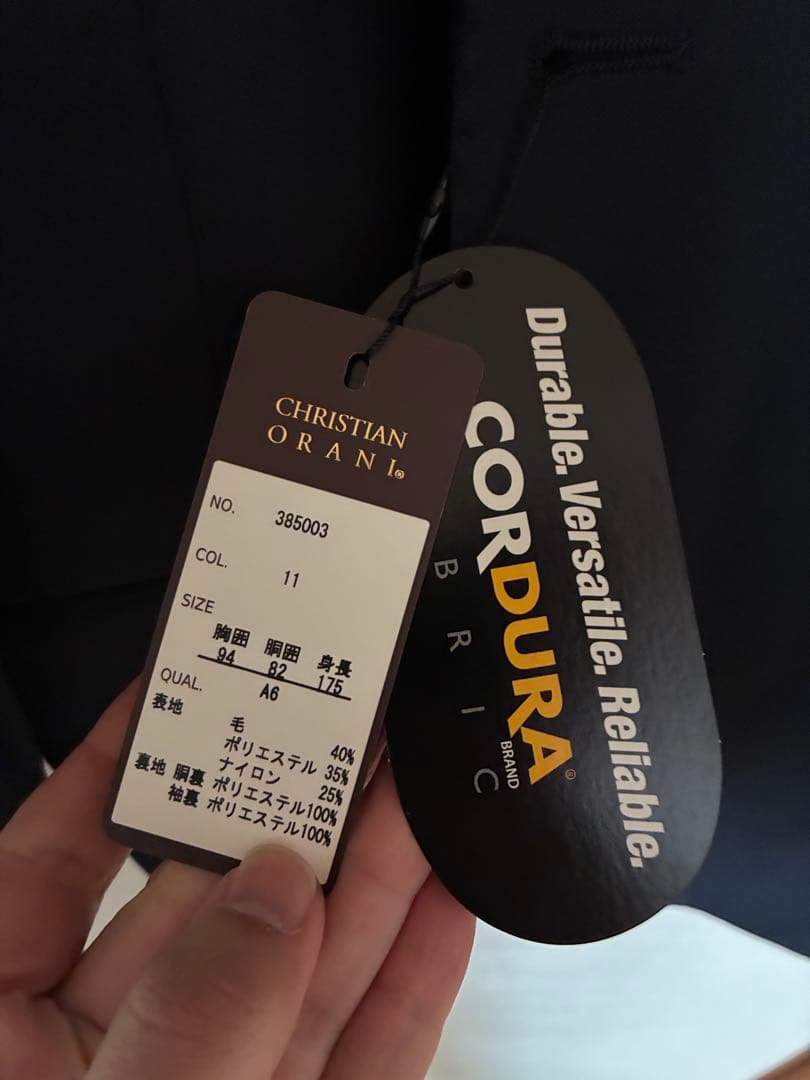 CHRISTIAN
ORANI®
NO. 385003
COL. 11
SIZE
胸囲 胴囲 身長
94 82 175
A6
QUAL.
表地
毛 40%
ポリエステル 35%
ナイロン 25%
裏地 胴裏 ポリエステル100%
袖裏 ポリエステル100%
Durable. Versatile. Reliable.
CORDURA®
BRAND
B R I C